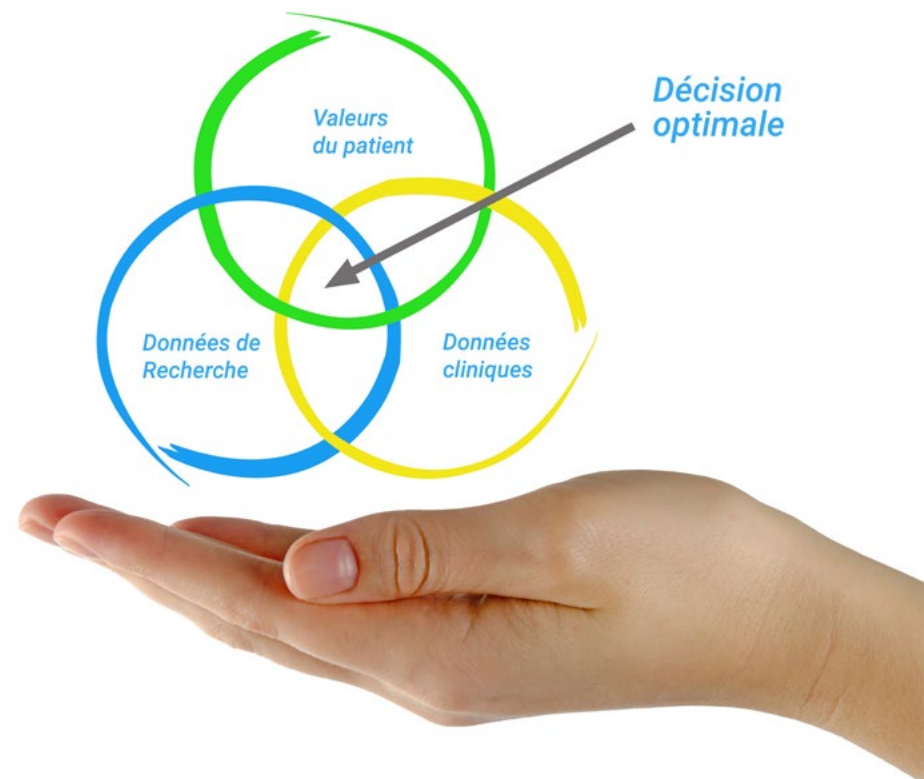 Valeurs
du patient
Décision
optimale
Données de
Recherche
Données
cliniques